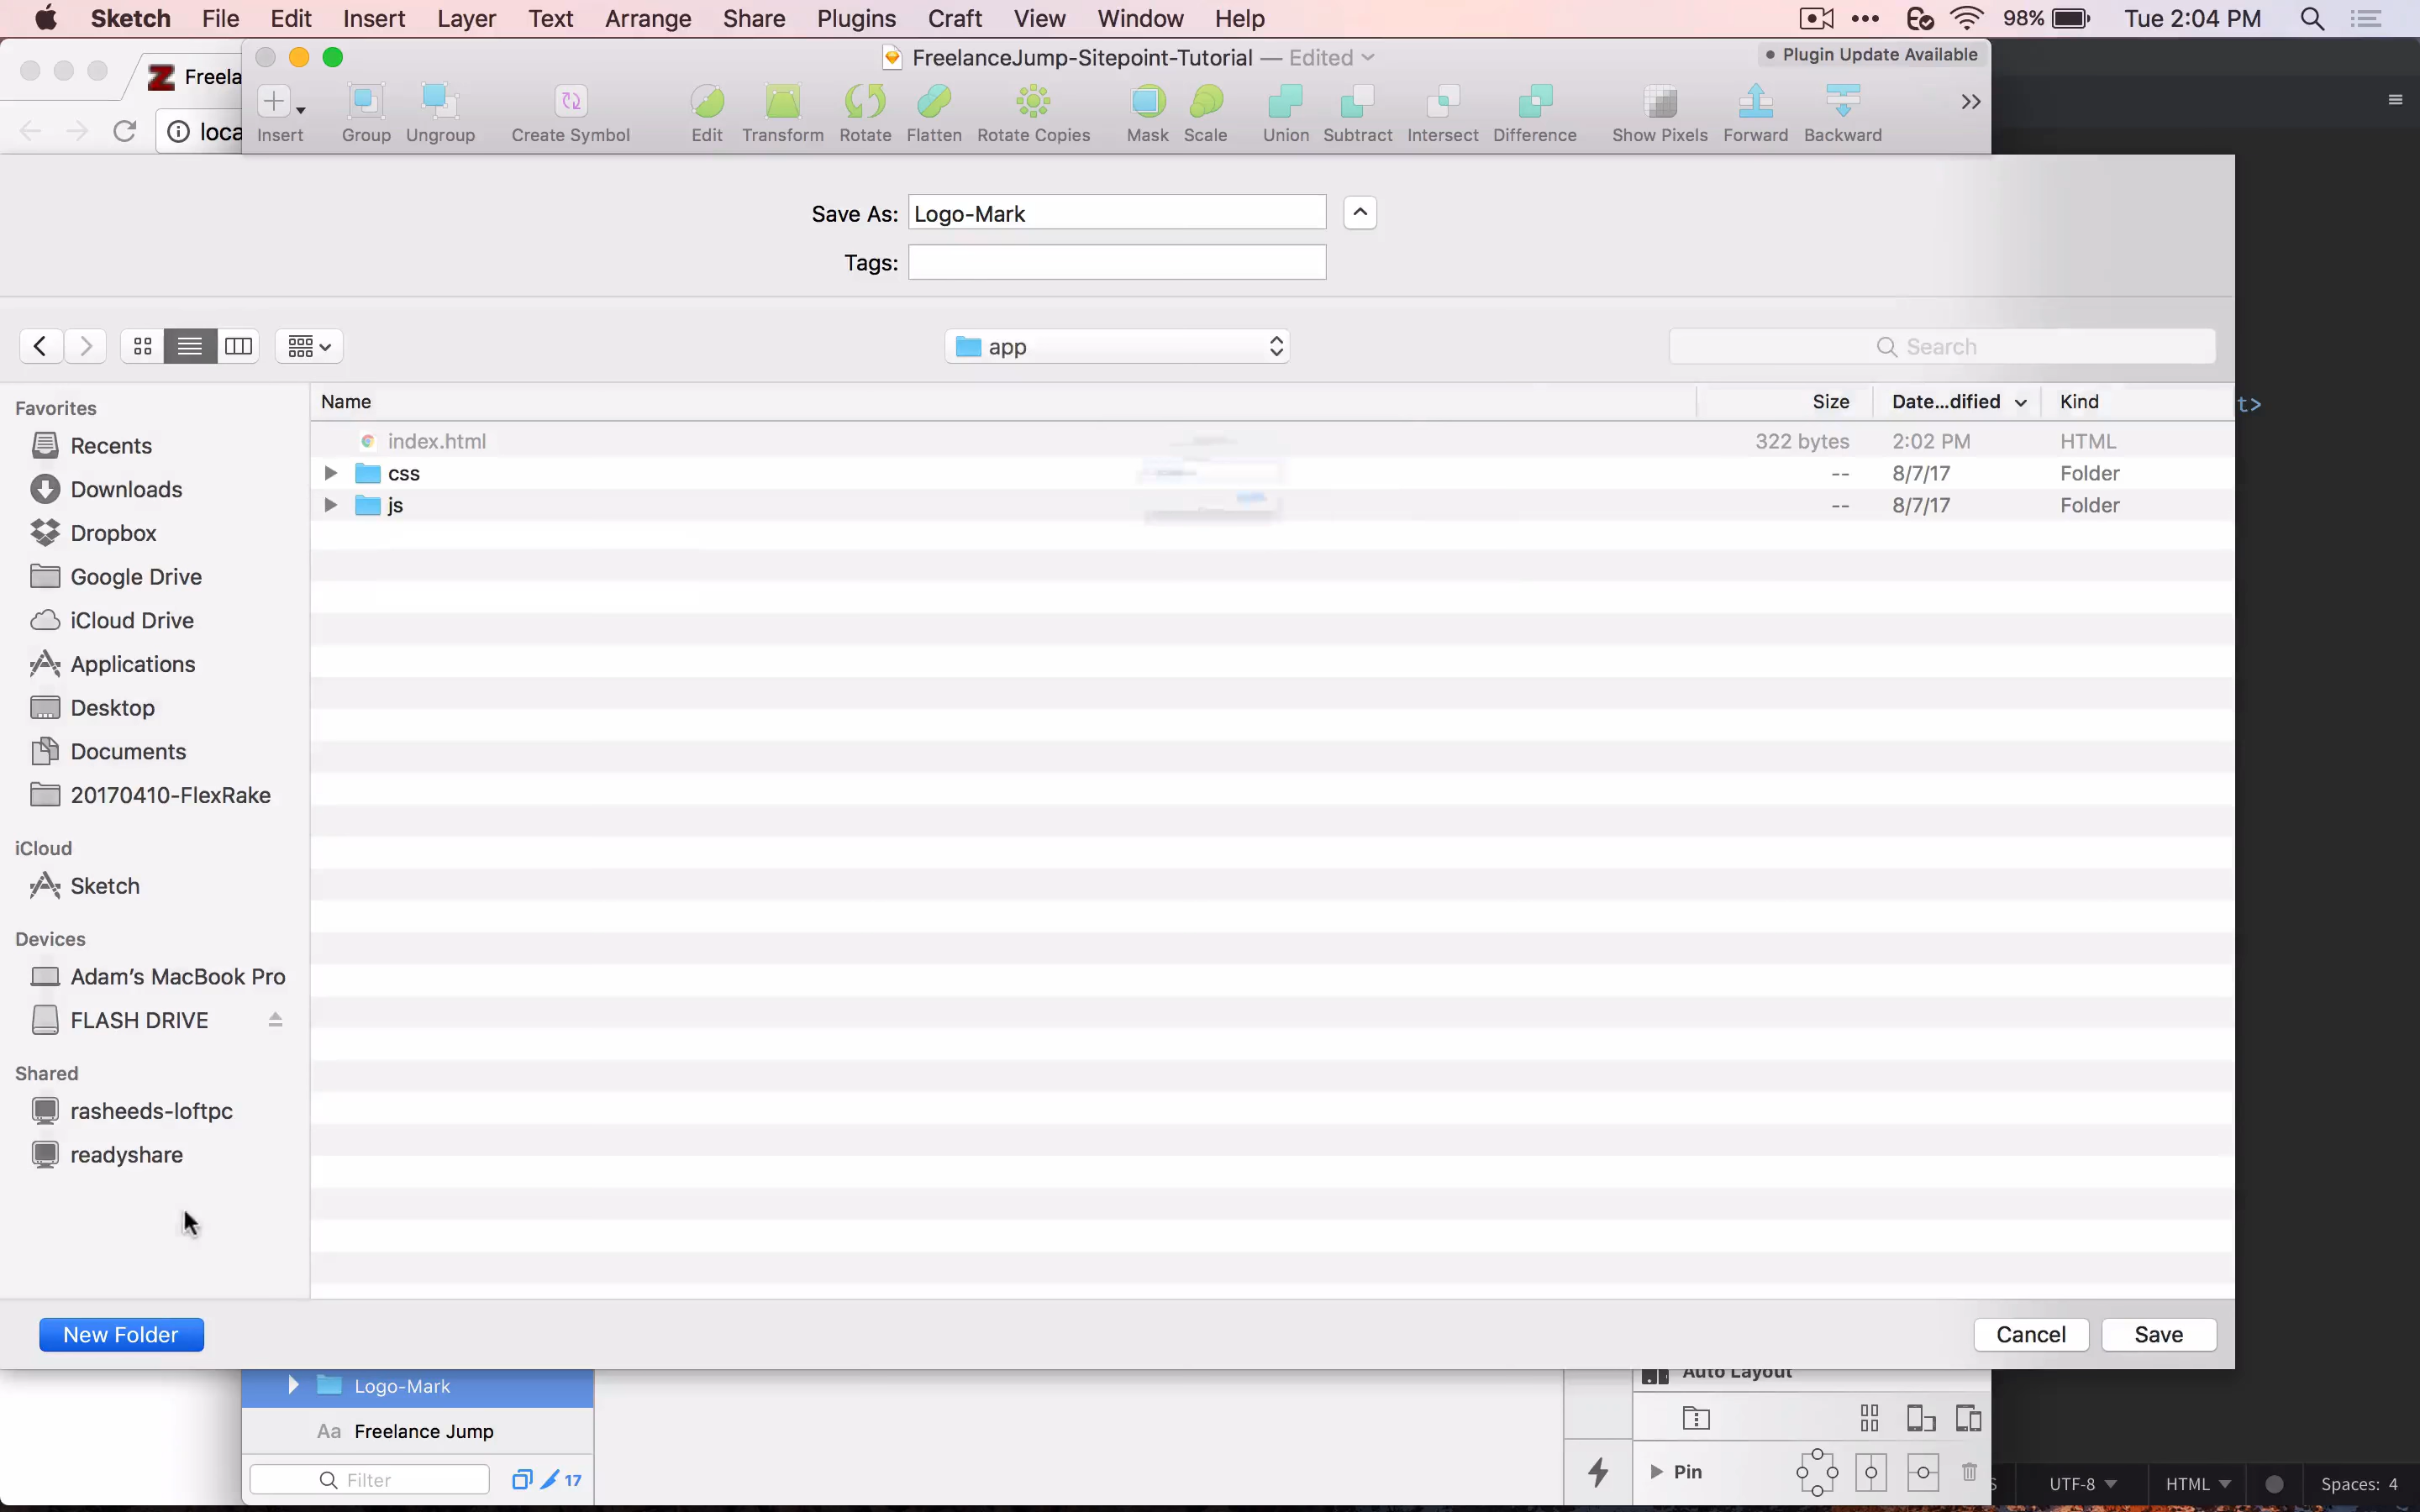 Sketch File Edit Insert Layer Text Arrange Share Plugins Craft View Window Help 98% Tue 2:04 PM
Freela
FreelanceJump-Sitepoint-Tutorial — Edited
Plugin Update Available
loca
Insert Group Ungroup Create Symbol Edit Transform Rotate Flatten Rotate Copies Mask Scale Union Subtract Intersect Difference Show Pixels Forward Backward
Save As: Logo-Mark
Tags:
app
Search
Favorites
Recents
Downloads
Dropbox
Google Drive
iCloud Drive
Applications
Desktop
Documents
20170410-FlexRake
iCloud
Sketch
Devices
Adam's MacBook Pro
FLASH DRIVE
Shared
rasheeds-loftpc
readyshare
Name Size Date...dified Kind
index.html 322 bytes 2:02 PM HTML
css -- 8/7/17 Folder
js -- 8/7/17 Folder
t>
New Folder
Cancel
Save
Logo-Mark
Aa Freelance Jump
Filter
17
Auto Layout
Pin
UTF-8
HTML
Spaces: 4